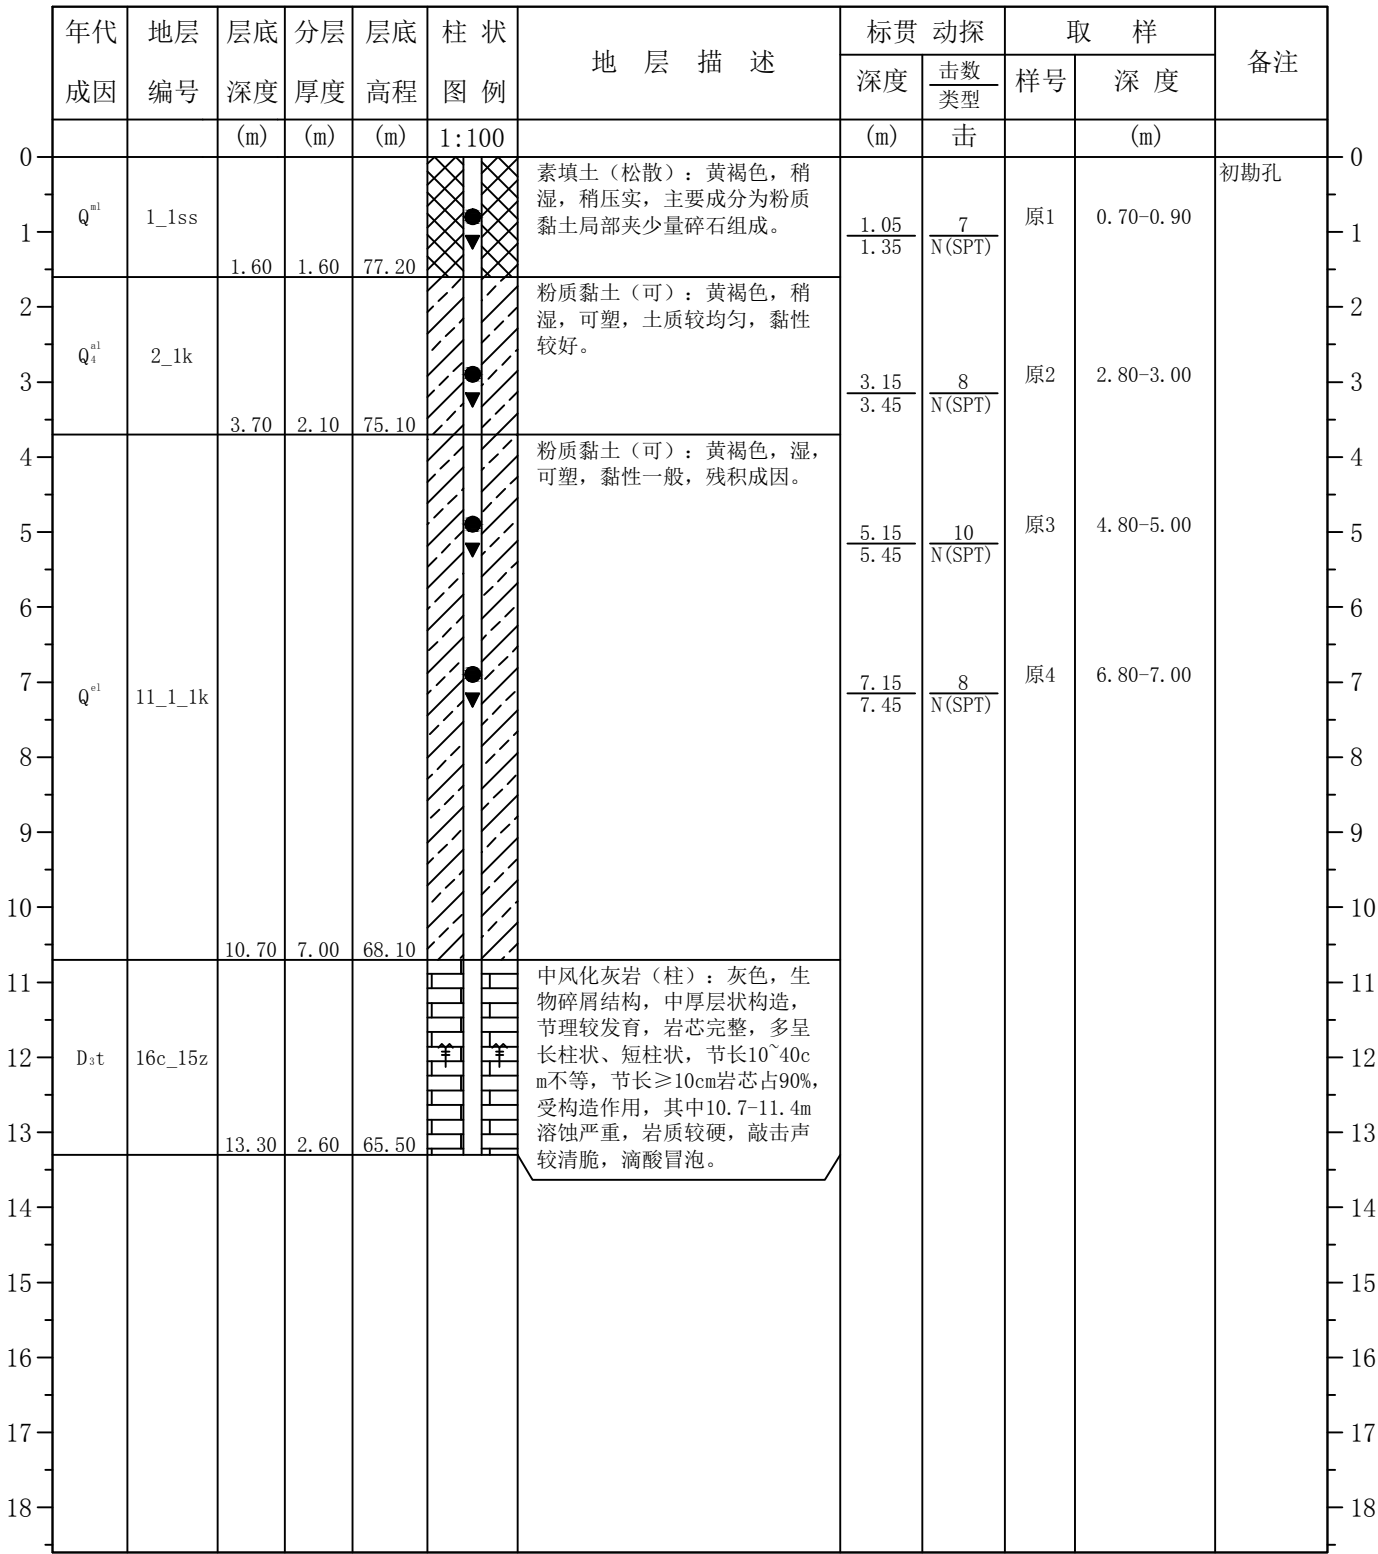 年代 地层 层底 分层 层底 柱 状 地 层 描 述 标贯 动探 取 样 备注
成因 编号 深度 厚度 高程 图 例 深度 击数 样号 深 度
类型
(m) (m) (m) 1:100 (m) 击 (m)
0 0
素填土（松散）：黄褐色，稍 初勘孔
湿，稍压实，主要成分为粉质
黏土局部夹少量碎石组成。
Qml 1_1ss 原1 0.70-0.90
1.05 7
1 1
1.35 N(SPT)
1.60 1.60 77.20
粉质黏土（可）：黄褐色，稍
2 2
湿，可塑，土质较均匀，黏性
较好。
Q4al 2_1k
原2 2.80-3.00
3 3.15 8 3
3.45 N(SPT)
3.70 2.10 75.10
粉质黏土（可）：黄褐色，湿，
4 4
可塑，黏性一般，残积成因。
原3 4.80-5.00
5 5.15 10 5
5.45 N(SPT)
6 6
原4 6.80-7.00
7 7.15 8 7
Qel 11_1_1k
7.45 N(SPT)
8 8
9 9
10 10
10.70 7.00 68.10
中风化灰岩（柱）：灰色，生
11 11
物碎屑结构，中厚层状构造，
节理较发育，岩芯完整，多呈
长柱状、短柱状，节长10~40c
12 D3t 16c_15z 12
m不等，节长≥10cm岩芯占90%，
受构造作用，其中10.7-11.4m
13 溶蚀严重，岩质较硬，敲击声 13
13.30 2.60 65.50
较清脆，滴酸冒泡。
14 14
15 15
16 16
17 17
18 18